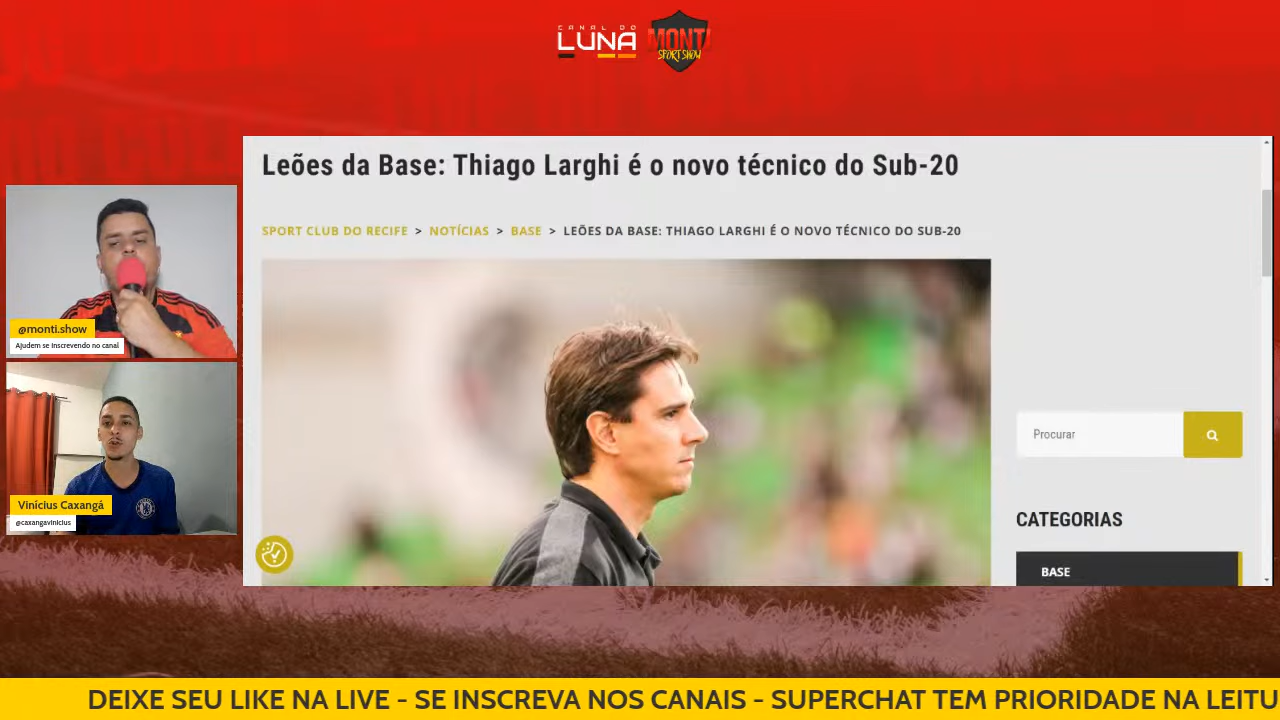 CANAL DO
LUNA
MONTI
SPORT SHOW
Leões da Base: Thiago Larghi é o novo técnico do Sub-20
SPORT CLUB DO RECIFE > NOTÍCIAS > BASE > LEÕES DA BASE: THIAGO LARGHI É O NOVO TÉCNICO DO SUB-20
@monti.show
Ajudem se inscrevendo no canal
Vinícius Caxangá
@caxangavinicius
Procurar
CATEGORIAS
BASE
DEIXE SEU LIKE NA LIVE - SE INSCREVA NOS CANAIS - SUPERCHAT TEM PRIORIDADE NA LEITU